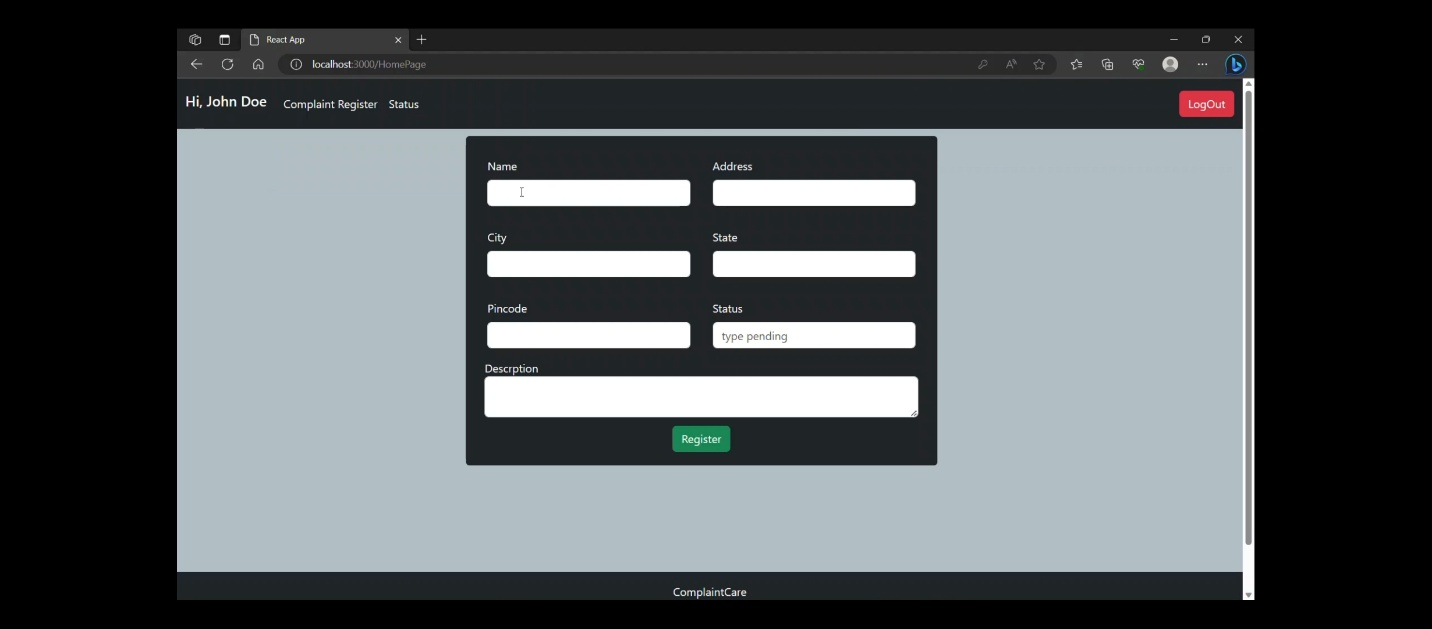 React App
localhost:3000/HomePage
Hi, John Doe Complaint Register Status LogOut
Name Address
City State
Pincode Status
type pending
Descrption
Register
ComplaintCare